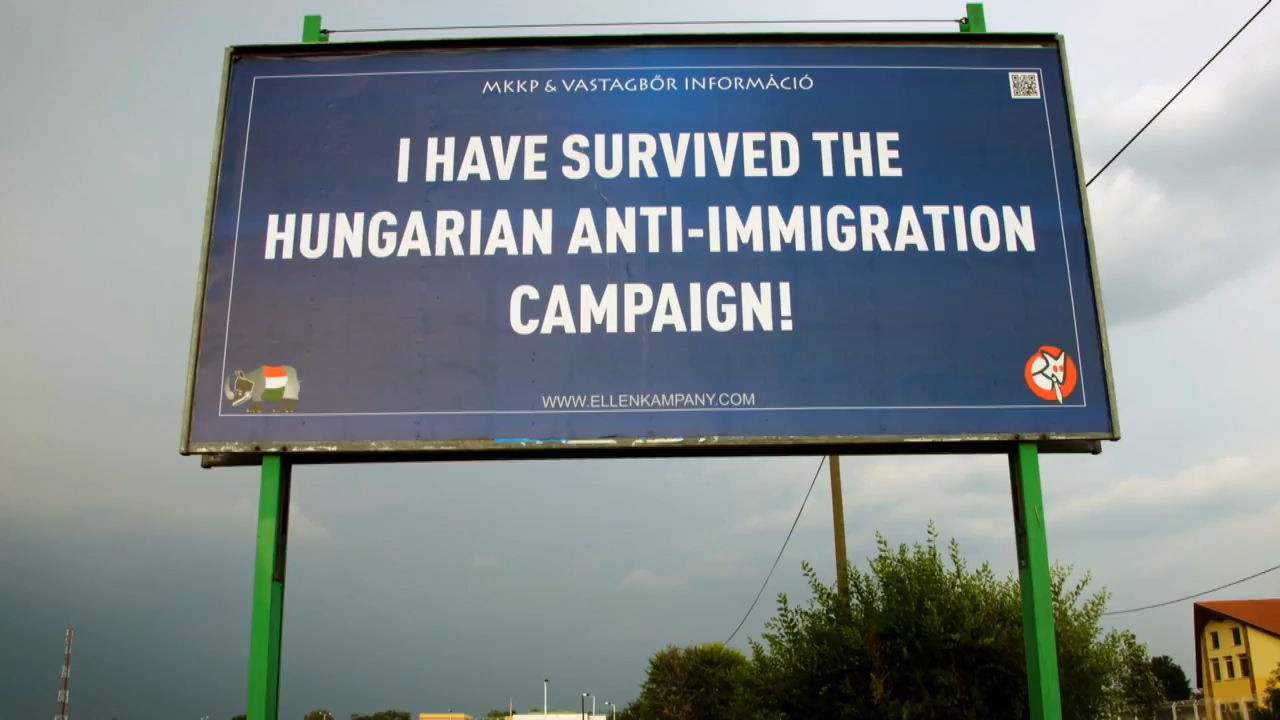 MKKP & VASTAGBŐR INFORMÁCIÓ
I HAVE SURVIVED THE
HUNGARIAN ANTI-IMMIGRATION
CAMPAIGN!
WWW.ELLENKAMPANY.COM